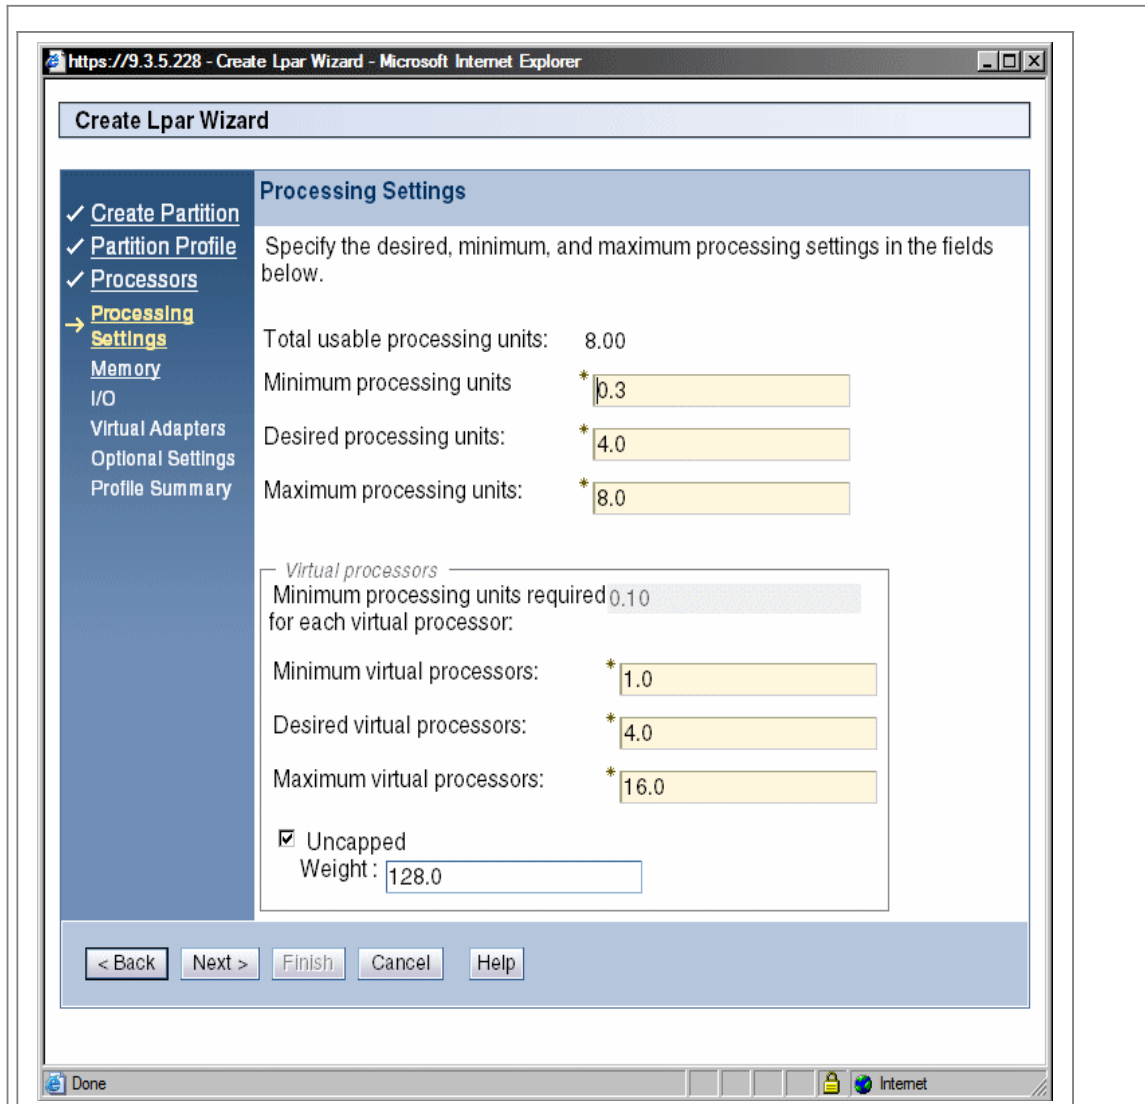 https://9.3.5.228 - Create Lpar Wizard - Microsoft Internet Explorer
Create Lpar Wizard
Create Partition
Partition Profile
Processors
Processing
Settings
Memory
I/O
Virtual Adapters
Optional Settings
Profile Summary
Processing Settings
Specify the desired, minimum, and maximum processing settings in the fields
below.
Total usable processing units: 8.00
Minimum processing units * 0.3
Desired processing units: * 4.0
Maximum processing units: * 8.0
Virtual processors
Minimum processing units required 0.10
for each virtual processor:
Minimum virtual processors: * 1.0
Desired virtual processors: * 4.0
Maximum virtual processors: * 16.0
Uncapped
Weight : 128.0
< Back Next > Finish Cancel Help
Done Internet